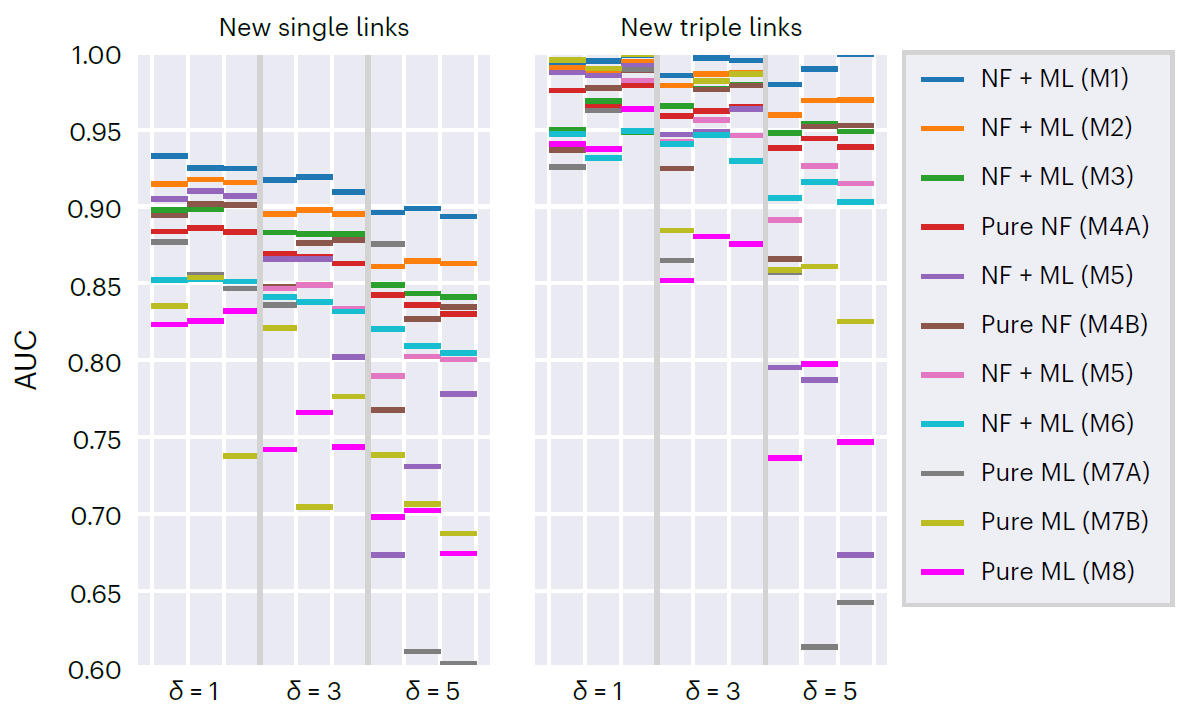 New single links
New triple links
AUC
1.00
0.95
0.90
0.85
0.80
0.75
0.70
0.65
0.60
δ = 1
δ = 3
δ = 5
δ = 1
δ = 3
δ = 5
NF + ML (M1)
NF + ML (M2)
NF + ML (M3)
Pure NF (M4A)
NF + ML (M5)
Pure NF (M4B)
NF + ML (M5)
NF + ML (M6)
Pure ML (M7A)
Pure ML (M7B)
Pure ML (M8)